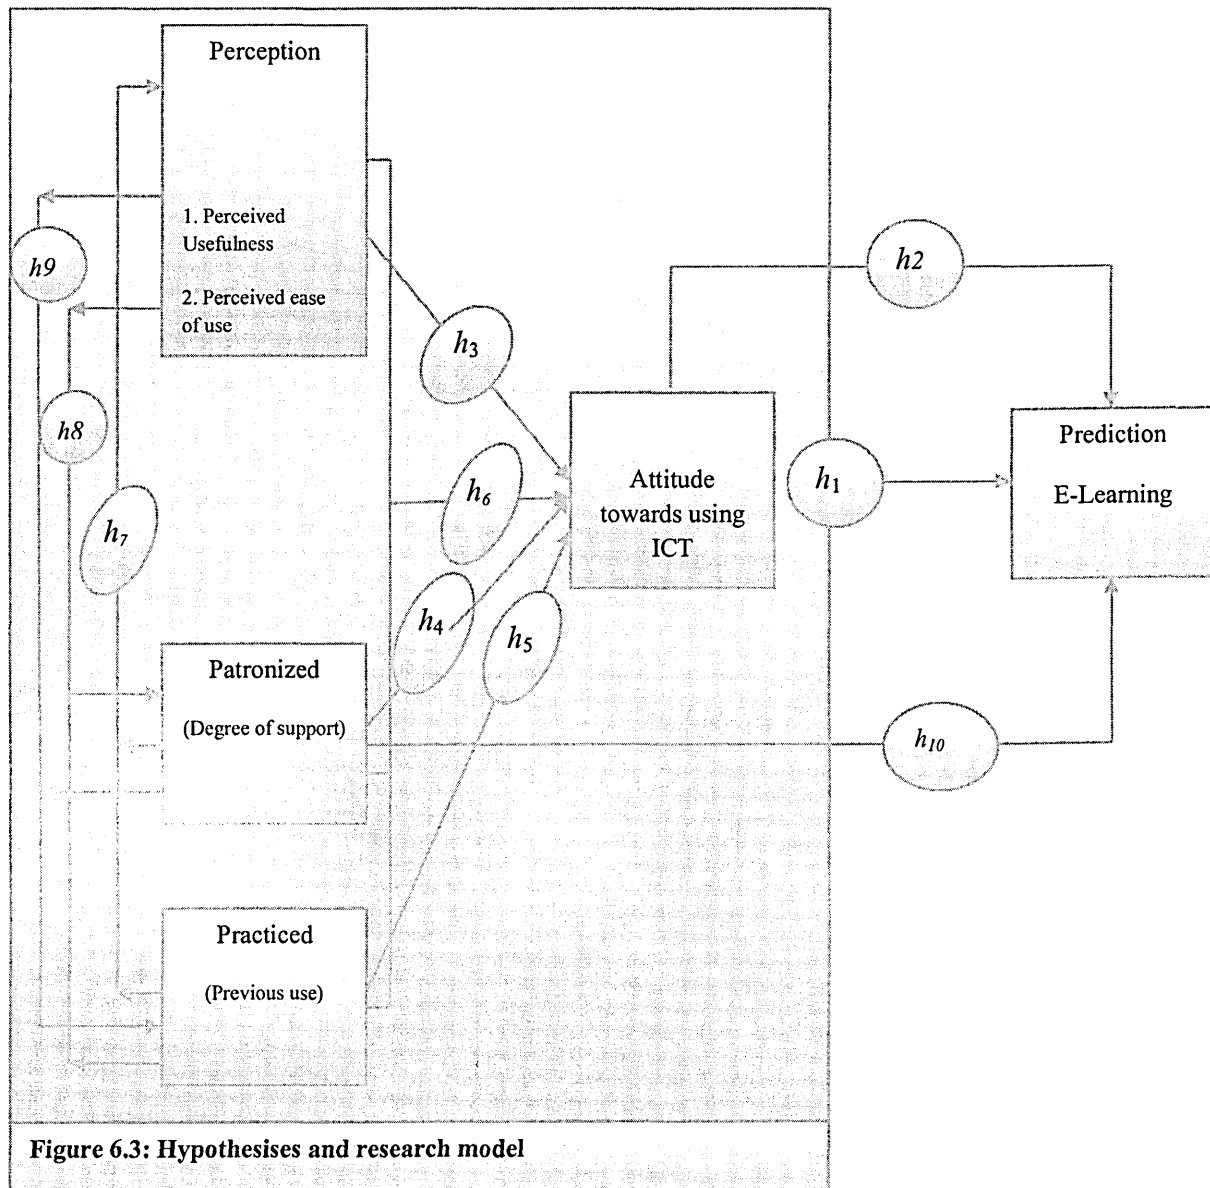 Perception
1. Perceived
Usefulness
2. Perceived ease
of use
h9
h8
h7
h3
h6
h4
h5
Attitude
towards using
ICT
h2
h1
Prediction
E-Learning
h10
Patronized
(Degree of support)
Practiced
(Previous use)
Figure 6.3: Hypothesises and research model